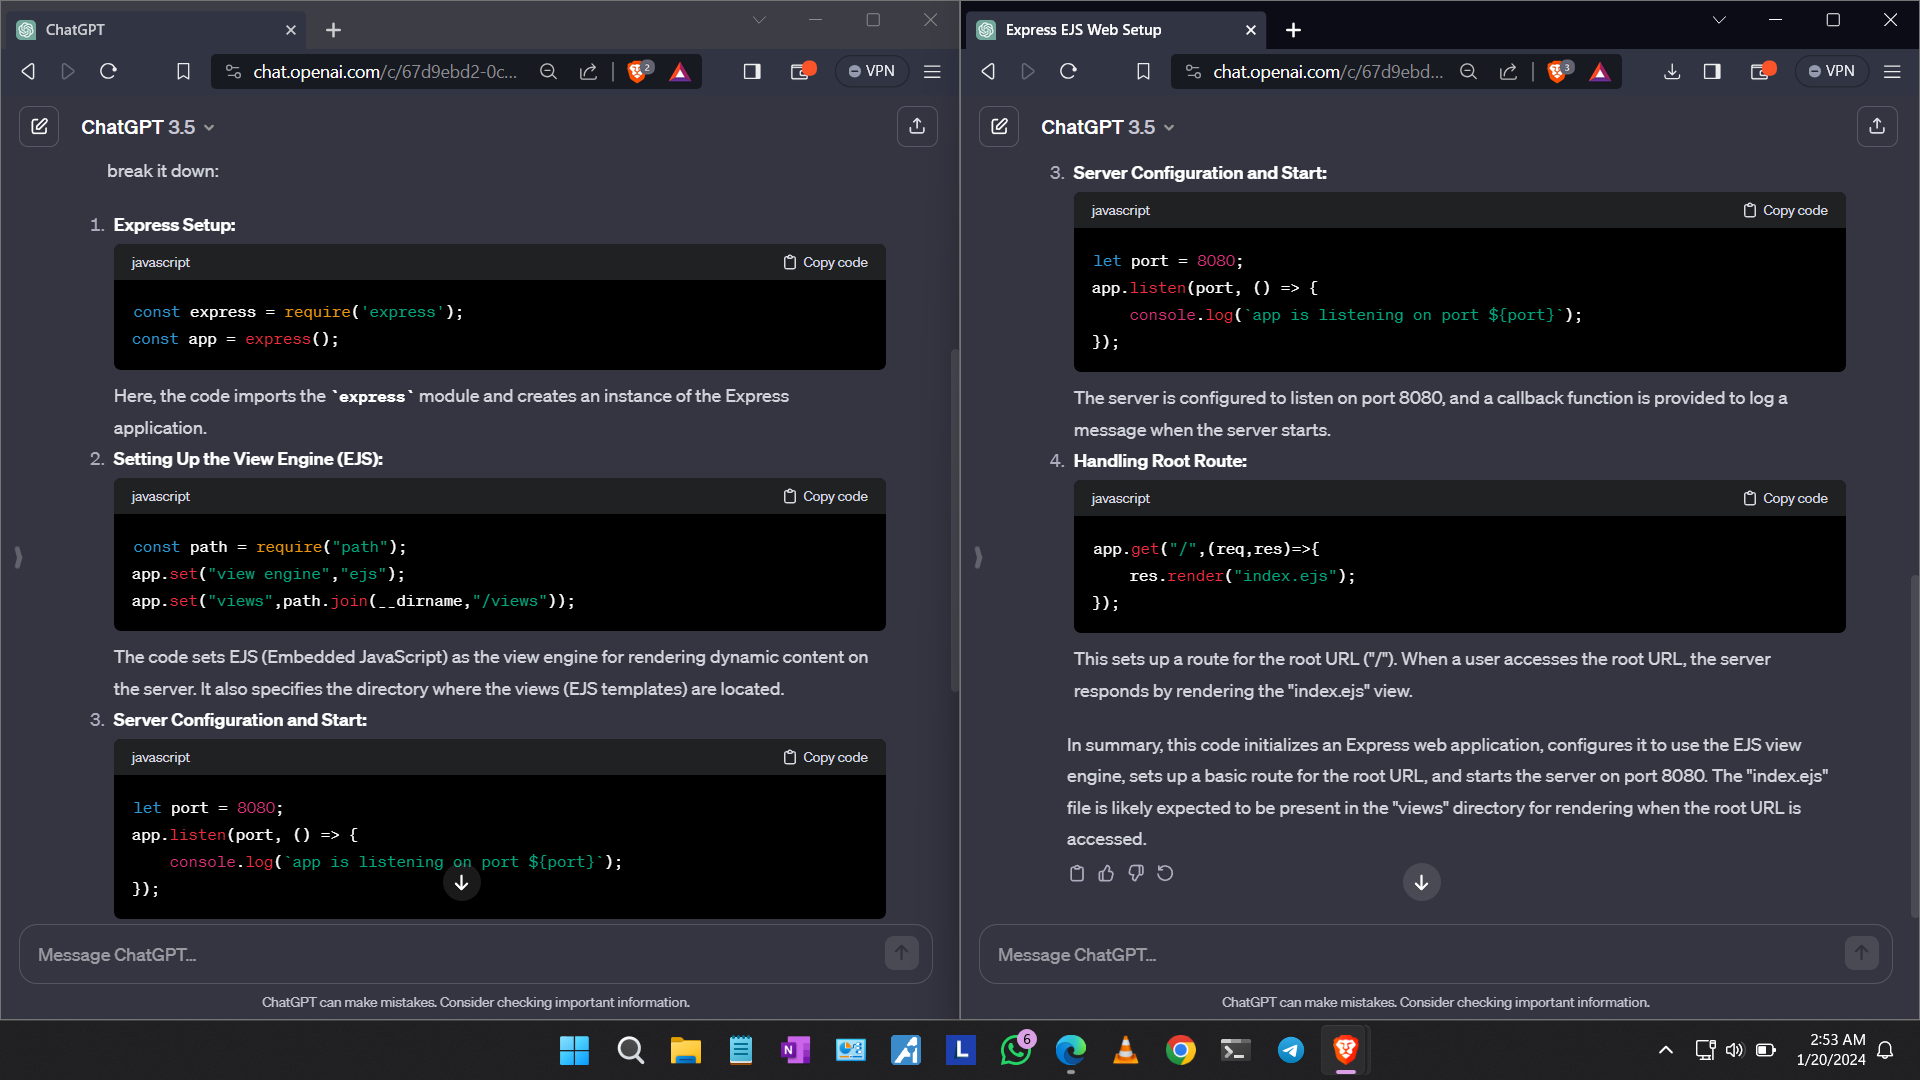 ChatGPT
chat.openai.com/c/67d9ebd2-0c...
2
VPN
ChatGPT 3.5
break it down:
1. Express Setup:
javascript
Copy code
const express = require('express');
const app = express();
Here, the code imports the `express` module and creates an instance of the Express
application.
2. Setting Up the View Engine (EJS):
javascript
Copy code
const path = require("path");
app.set("view engine","ejs");
app.set("views",path.join(__dirname,"/views"));
The code sets EJS (Embedded JavaScript) as the view engine for rendering dynamic content on
the server. It also specifies the directory where the views (EJS templates) are located.
3. Server Configuration and Start:
javascript
Copy code
let port = 8080;
app.listen(port, () => {
console.log(`app is listening on port ${port}`);
});
Message ChatGPT...
ChatGPT can make mistakes. Consider checking important information.
Express EJS Web Setup
chat.openai.com/c/67d9ebd...
3
VPN
ChatGPT 3.5
3. Server Configuration and Start:
javascript
Copy code
let port = 8080;
app.listen(port, () => {
console.log(`app is listening on port ${port}`);
});
The server is configured to listen on port 8080, and a callback function is provided to log a
message when the server starts.
4. Handling Root Route:
javascript
Copy code
app.get("/",(req,res)=>{
res.render("index.ejs");
});
This sets up a route for the root URL ("/"). When a user accesses the root URL, the server
responds by rendering the "index.ejs" view.
In summary, this code initializes an Express web application, configures it to use the EJS view
engine, sets up a basic route for the root URL, and starts the server on port 8080. The "index.ejs"
file is likely expected to be present in the "views" directory for rendering when the root URL is
accessed.
Message ChatGPT...
ChatGPT can make mistakes. Consider checking important information.
N
L
6
2:53 AM
1/20/2024